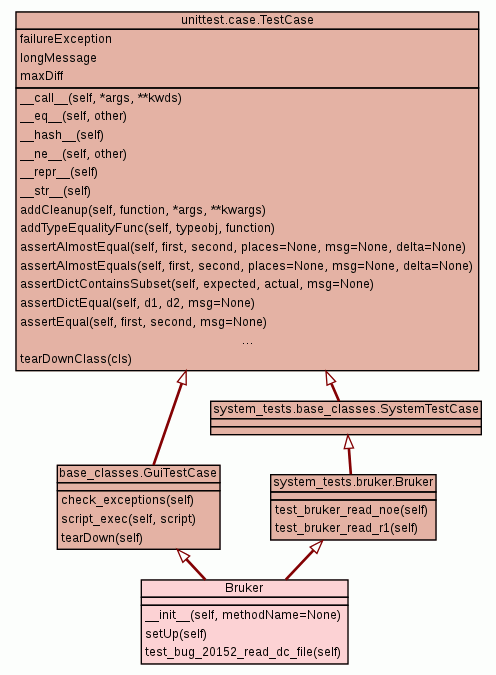 unittest.case.TestCase
failureException
longMessage
maxDiff
__call__(self, *args, **kwds)
__eq__(self, other)
__hash__(self)
__ne__(self, other)
__repr__(self)
__str__(self)
addCleanup(self, function, *args, **kwargs)
addTypeEqualityFunc(self, typeobj, function)
assertAlmostEqual(self, first, second, places=None, msg=None, delta=None)
assertAlmostEquals(self, first, second, places=None, msg=None, delta=None)
assertDictContainsSubset(self, expected, actual, msg=None)
assertDictEqual(self, d1, d2, msg=None)
assertEqual(self, first, second, msg=None)
...
tearDownClass(cls)
system_tests.base_classes.SystemTestCase
base_classes.GuiTestCase
check_exceptions(self)
script_exec(self, script)
tearDown(self)
system_tests.bruker.Bruker
test_bruker_read_noe(self)
test_bruker_read_r1(self)
Bruker
__init__(self, methodName=None)
setUp(self)
test_bug_20152_read_dc_file(self)